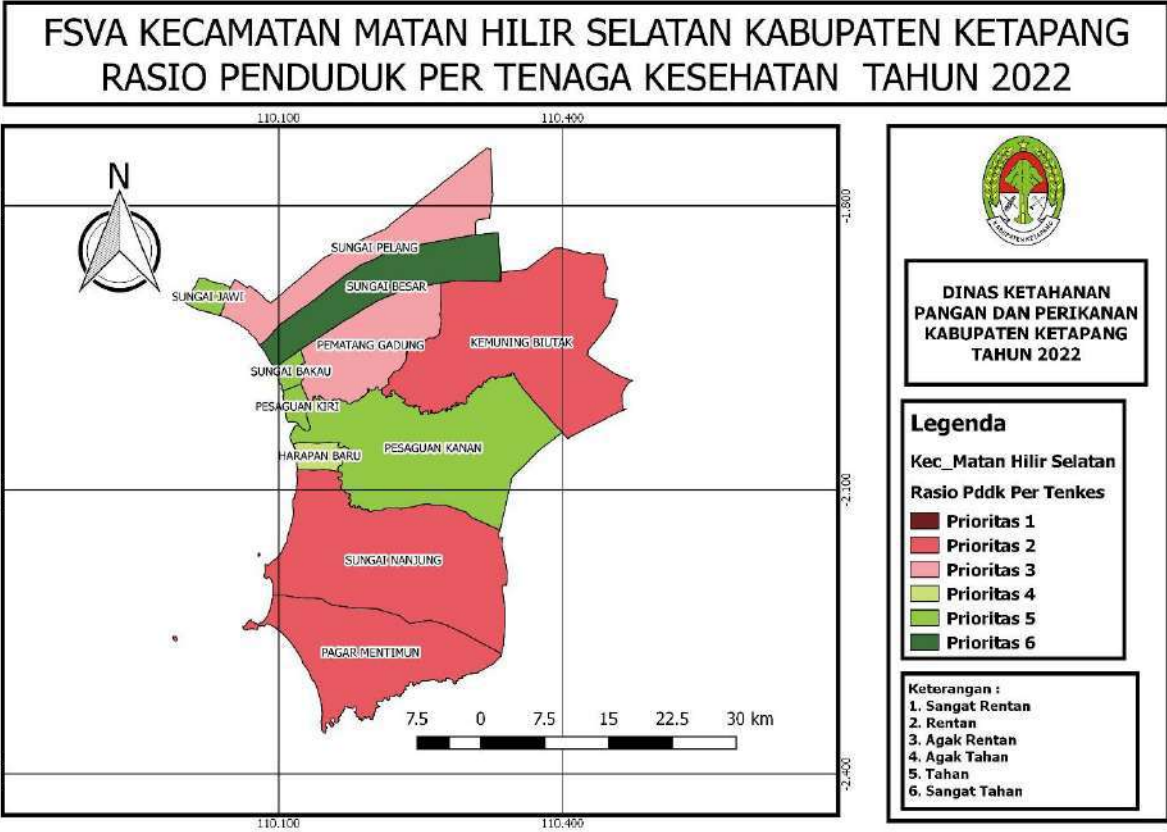 FSVA KECAMATAN MATAN HILIR SELATAN KABUPATEN KETAPANG
RASIO PENDUDUK PER TENAGA KESEHATAN TAHUN 2022
110.100 110.400
N
-1.800
SUNGAI PELANG
SUNGAI BESAR
SUNGAI JAWI
PEMATANG GADUNG
KEMUNING BIUTAK
SUNGAI BAKAU
PESAGUAN KIRI
PESAGUAN KANAN
HARAPAN BARU
-2.100
SUNGAI NANJUNG
PAGAR MENTIMUN
7.5 0 7.5 15 22.5 30 km
-2.400
110.100 110.400
KABUPATEN KETAPANG
DINAS KETAHANAN
PANGAN DAN PERIKANAN
KABUPATEN KETAPANG
TAHUN 2022
Legenda
Kec_Matan Hilir Selatan
Rasio Pddk Per Tenkes
Prioritas 1
Prioritas 2
Prioritas 3
Prioritas 4
Prioritas 5
Prioritas 6
Keterangan :
1. Sangat Rentan
2. Rentan
3. Agak Rentan
4. Agak Tahan
5. Tahan
6. Sangat Tahan